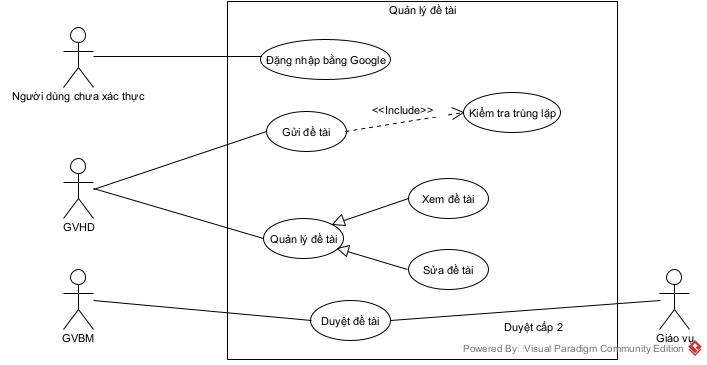 Quản lý đề tài
Đặng nhập bằng Google
Người dùng chưa xác thực
<<Include>>
Kiểm tra trùng lặp
Gửi đề tài
Xem đề tài
GVHD
Quản lý đề tài
Sửa đề tài
Duyệt đề tài
Duyệt cấp 2
GVBM
Giáo vụ
Powered By Visual Paradigm Community Edition